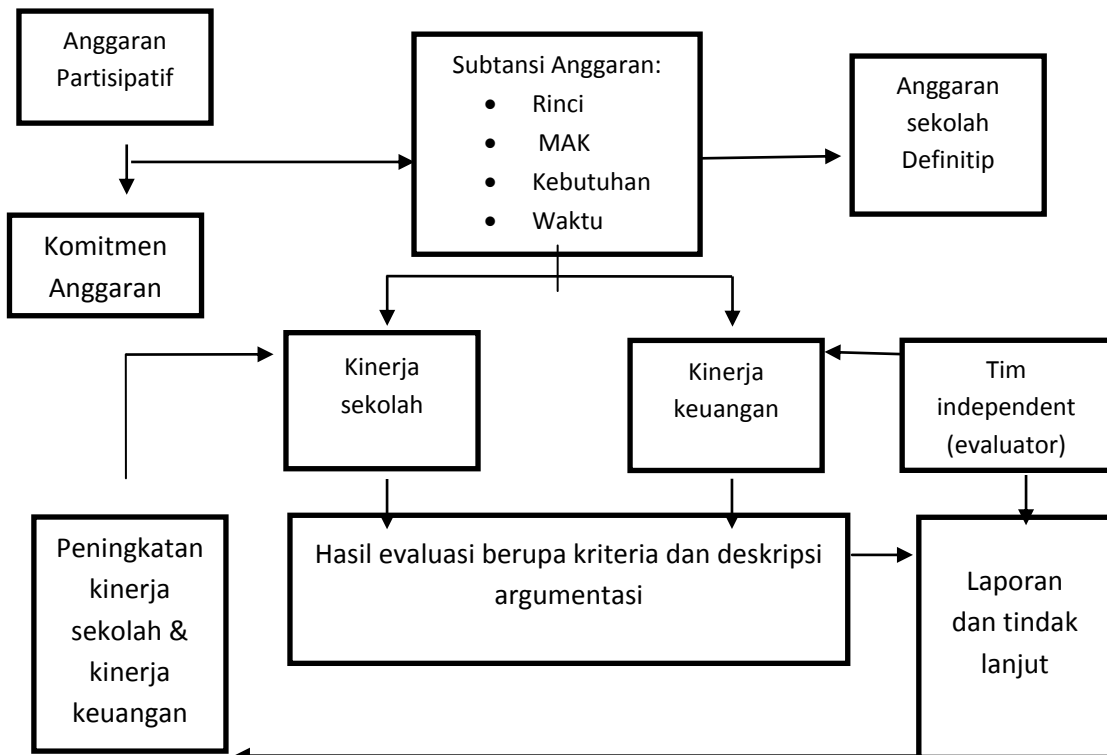 Anggaran
Partisipatif
Subtansi Anggaran:
• Rinci
• MAK
• Kebutuhan
• Waktu
Anggaran
sekolah
Definitip
Komitmen
Anggaran
Kinerja
sekolah
Kinerja
keuangan
Tim
independent
(evaluator)
Peningkatan
kinerja
sekolah &
kinerja
keuangan
Hasil evaluasi berupa kriteria dan deskripsi
argumentasi
Laporan
dan tindak
lanjut